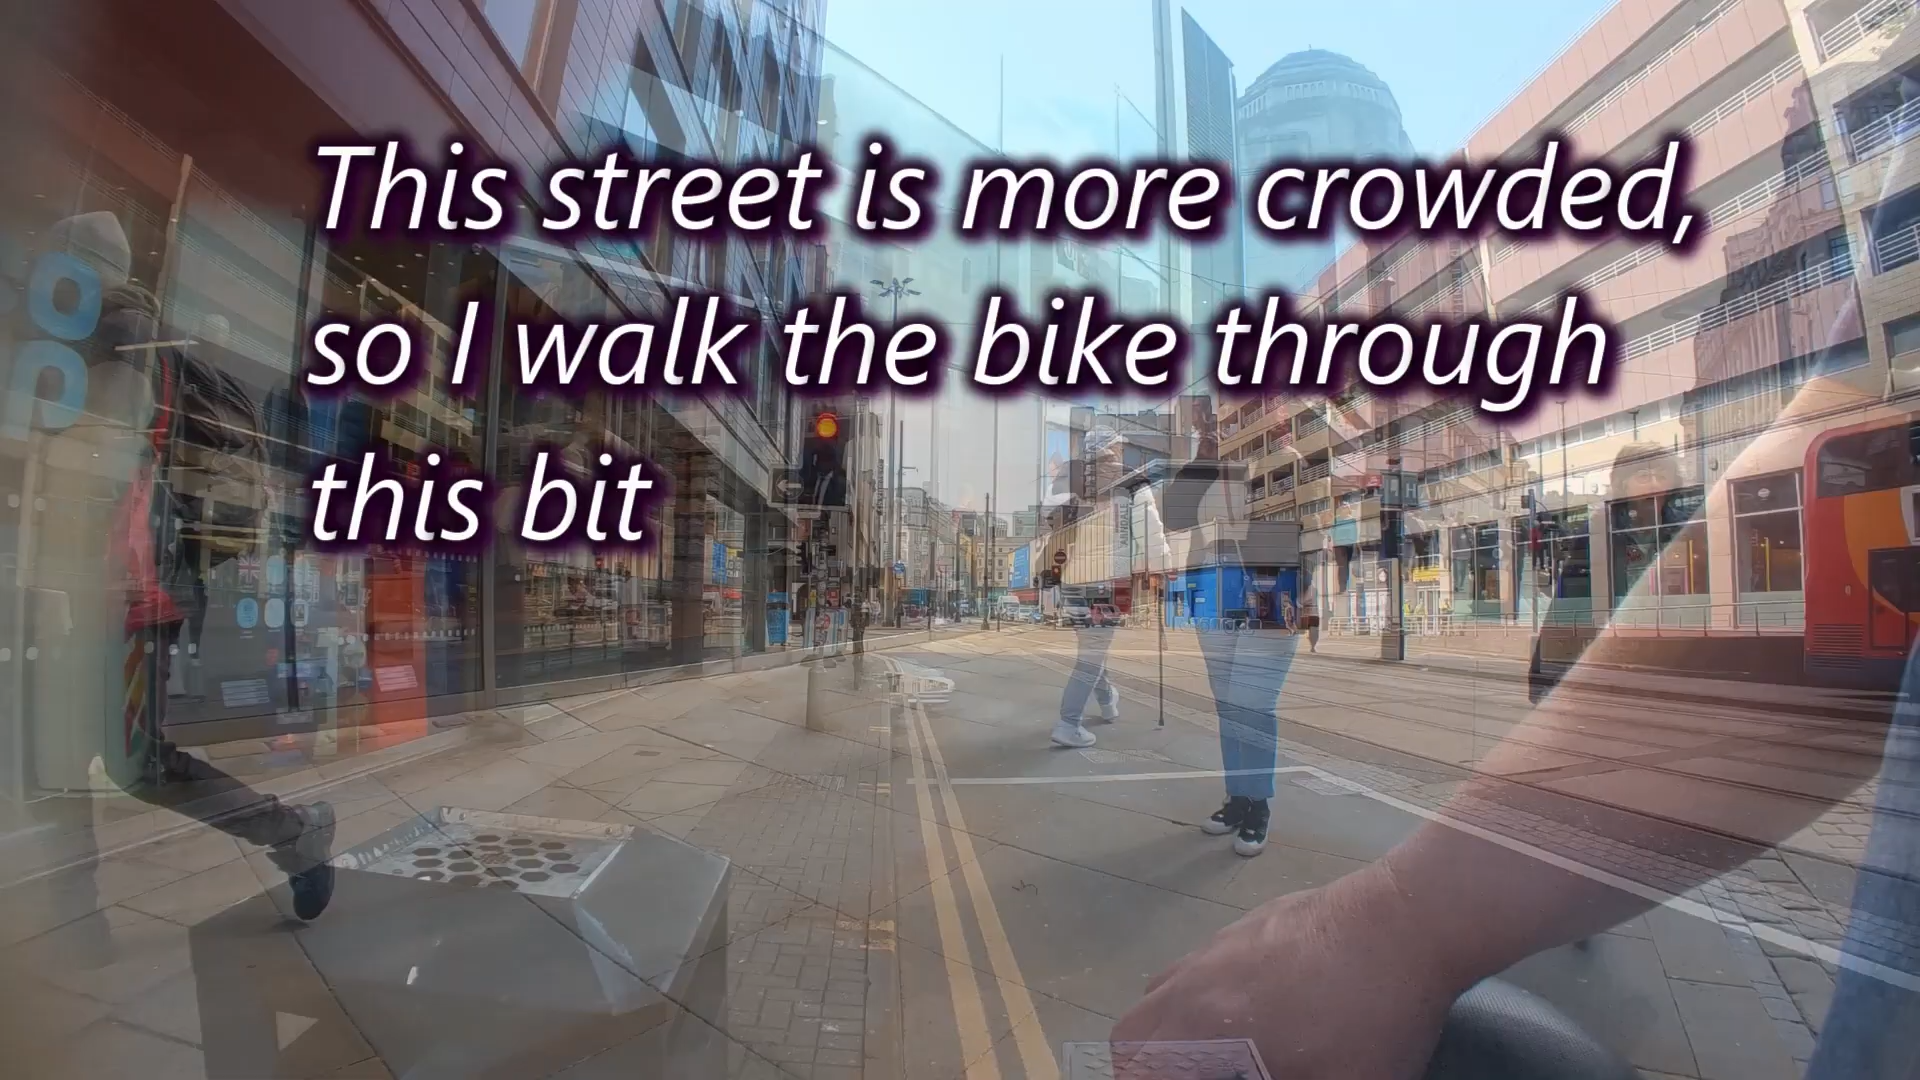 This street is more crowded,
so I walk the bike through
this bit